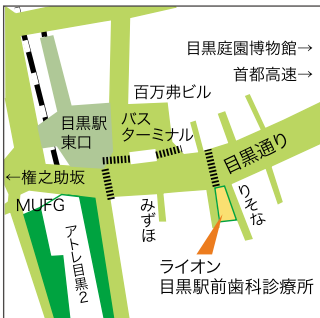 目黒庭園博物館→
首都高速→
百万弗ビル
目黒駅
東口
バス
ターミナル
目黒通り
←権之助坂
MUFG
みずほ
りそな
アトレ目黒2
ライオン
目黒駅前歯科診療所